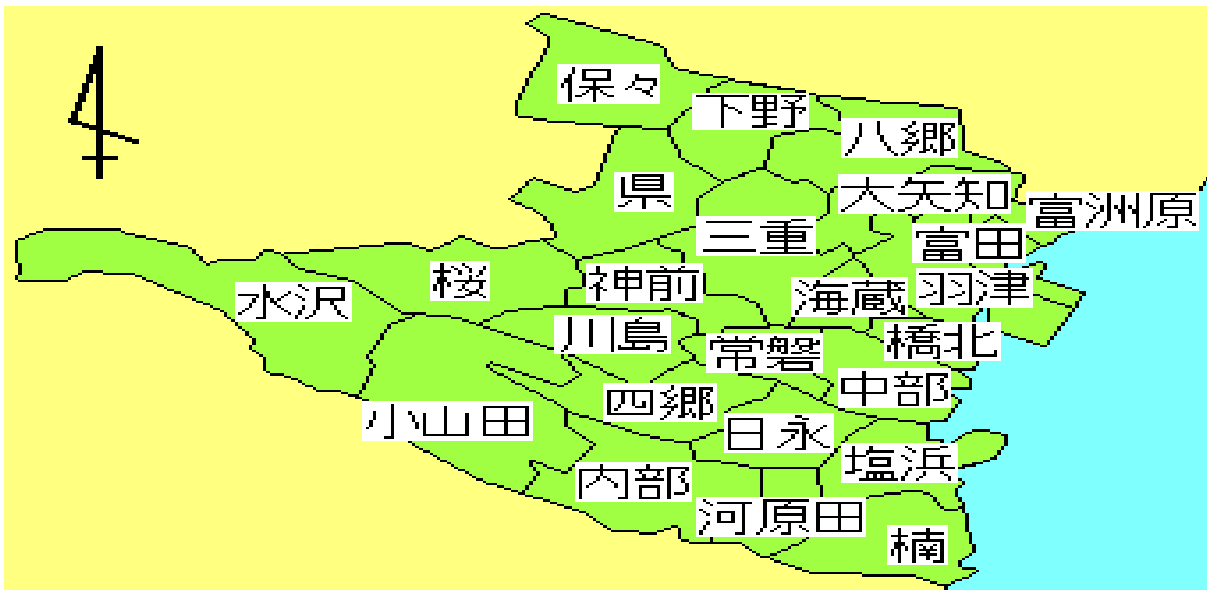 保々
下野
八郷
県
大矢知
富洲原
三重
富田
桜
神前
海蔵
羽津
水沢
川島
常磐
橋北
中部
小山田
四郷
日永
塩浜
内部
河原田
楠